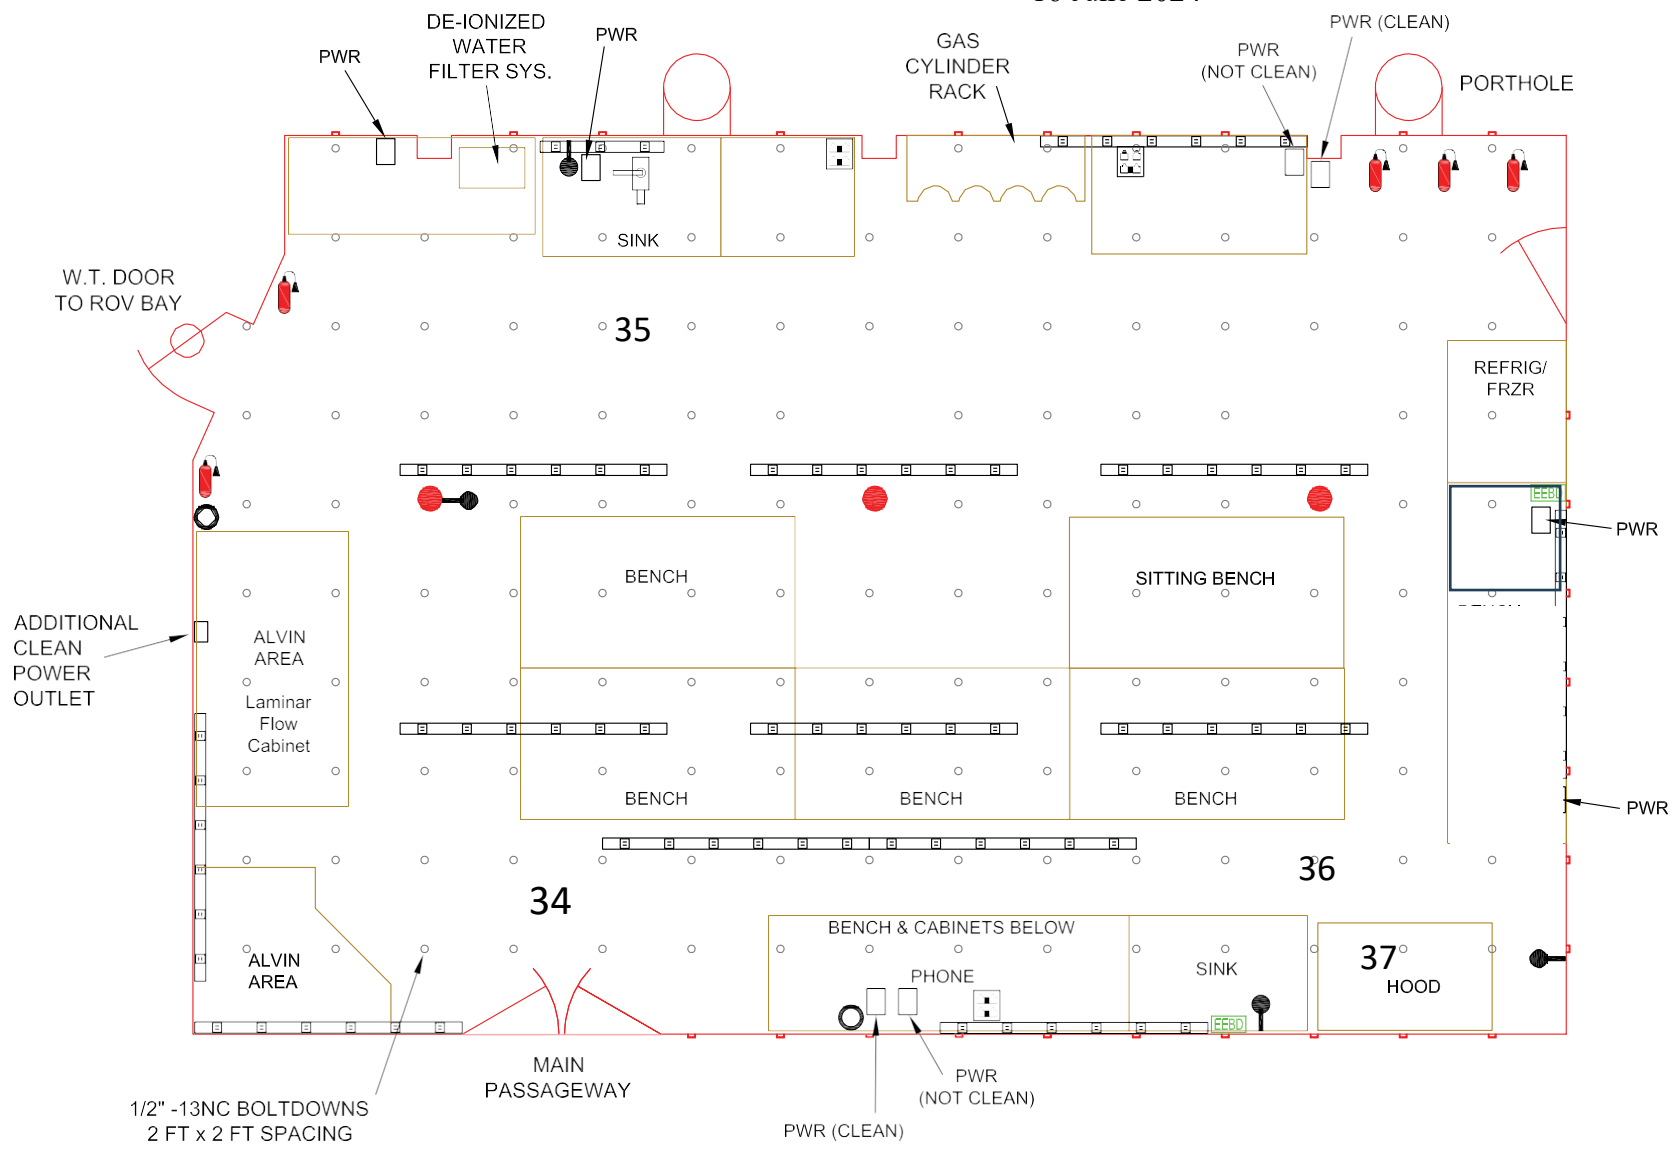 DE-IONIZED
WATER
FILTER SYS.
PWR
PWR
GAS
CYLINDER
RACK
PWR
(NOT CLEAN)
PWR (CLEAN)
PORTHOLE
SINK
W.T. DOOR
TO ROV BAY
35
REFRIG/
FRZR
EEBD
PWR
BENCH
SITTING BENCH
ADDITIONAL
CLEAN
POWER
OUTLET
ALVIN
AREA
Laminar
Flow
Cabinet
BENCH
BENCH
BENCH
PWR
34
36
37
ALVIN
AREA
BENCH & CABINETS BELOW
PHONE
SINK
HOOD
EEBD
MAIN
PASSAGEWAY
PWR
(NOT CLEAN)
PWR (CLEAN)
1/2" -13NC BOLTDOWNS
2 FT x 2 FT SPACING